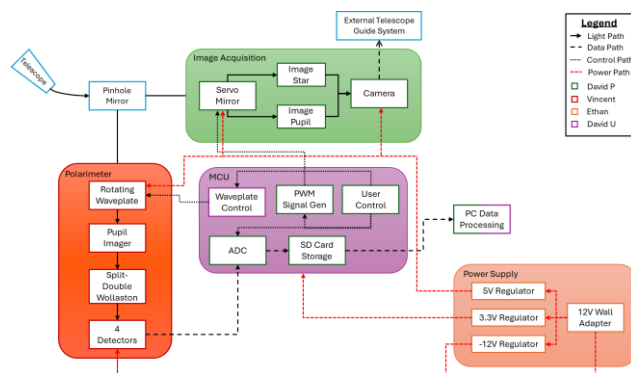 External Telescope
Guide System
Legend
Light Path
Data Path
Control Path
Power Path
David P
Vincent
Ethan
David U
Telescope
Pinhole
Mirror
Image Acquisition
Servo
Mirror
Image
Star
Image
Pupil
Camera
Polarimeter
Rotating
Waveplate
Pupil
Imager
Split-
Double
Wollaston
4
Detectors
MCU
Waveplate
Control
PWM
Signal Gen
User
Control
ADC
SD Card
Storage
PC Data
Processing
Power Supply
5V Regulator
3.3V Regulator
-12V Regulator
12V Wall
Adapter